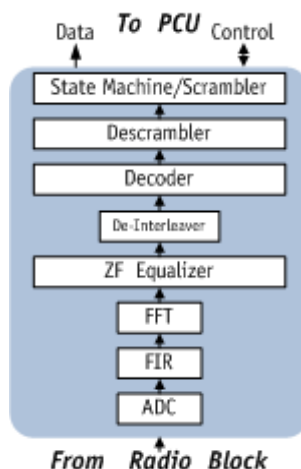 To PCU
Data Control
State Machine/Scrambler
Descrambler
Decoder
De-Interleaver
ZF Equalizer
FFT
FIR
ADC
From Radio Block